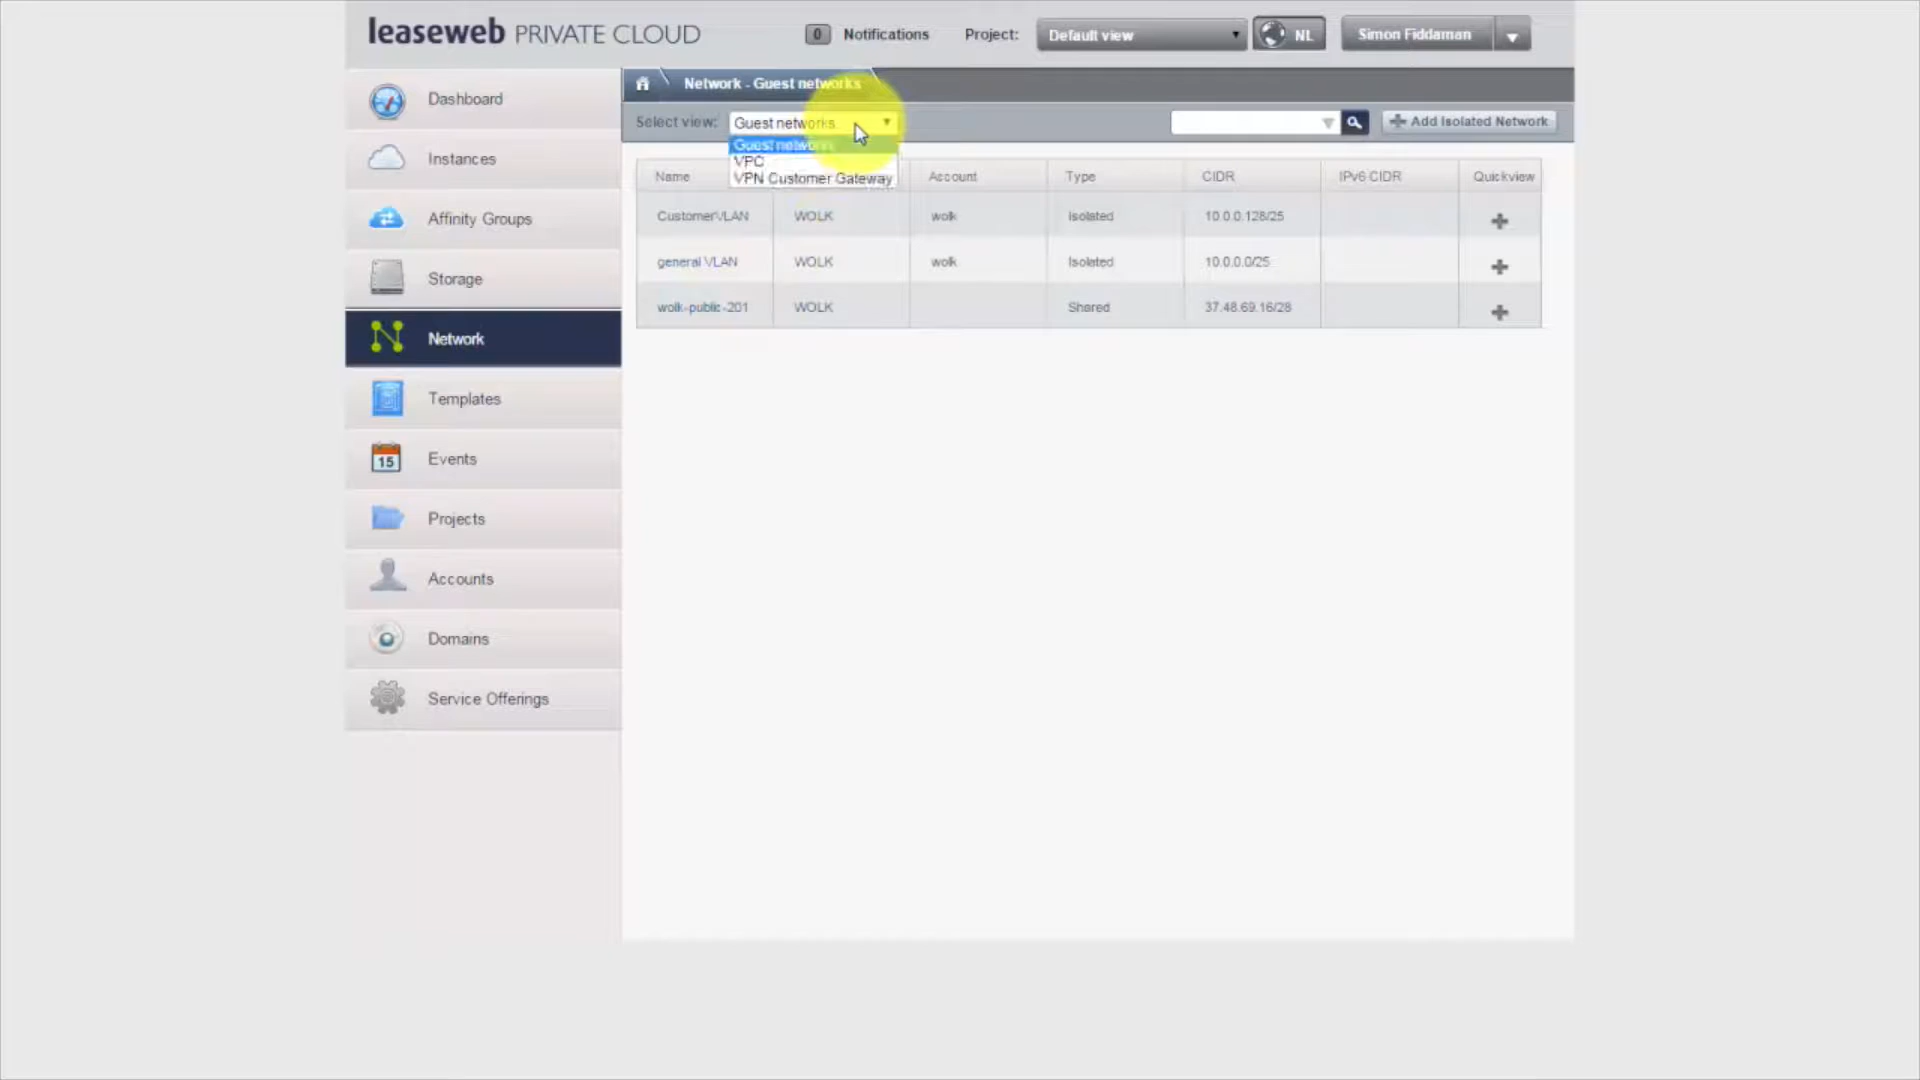 leaseweb PRIVATE CLOUD
0 Notifications Project: Default view NL Simon Fiddaman
Network - Guest networks
Select view: Guest networks Add Isolated Network
Guest networks
VPC
VPN Customer Gateway
Name Account Type CIDR IPv6 CIDR Quickview
CustomerVLAN WOLK wolk Isolated 10.0.0.128/25
general VLAN WOLK wolk Isolated 10.0.0.0/25
wolk-public-201 WOLK Shared 37.48.69.16/28
Dashboard
Instances
Affinity Groups
Storage
Network
Templates
15 Events
Projects
Accounts
Domains
Service Offerings